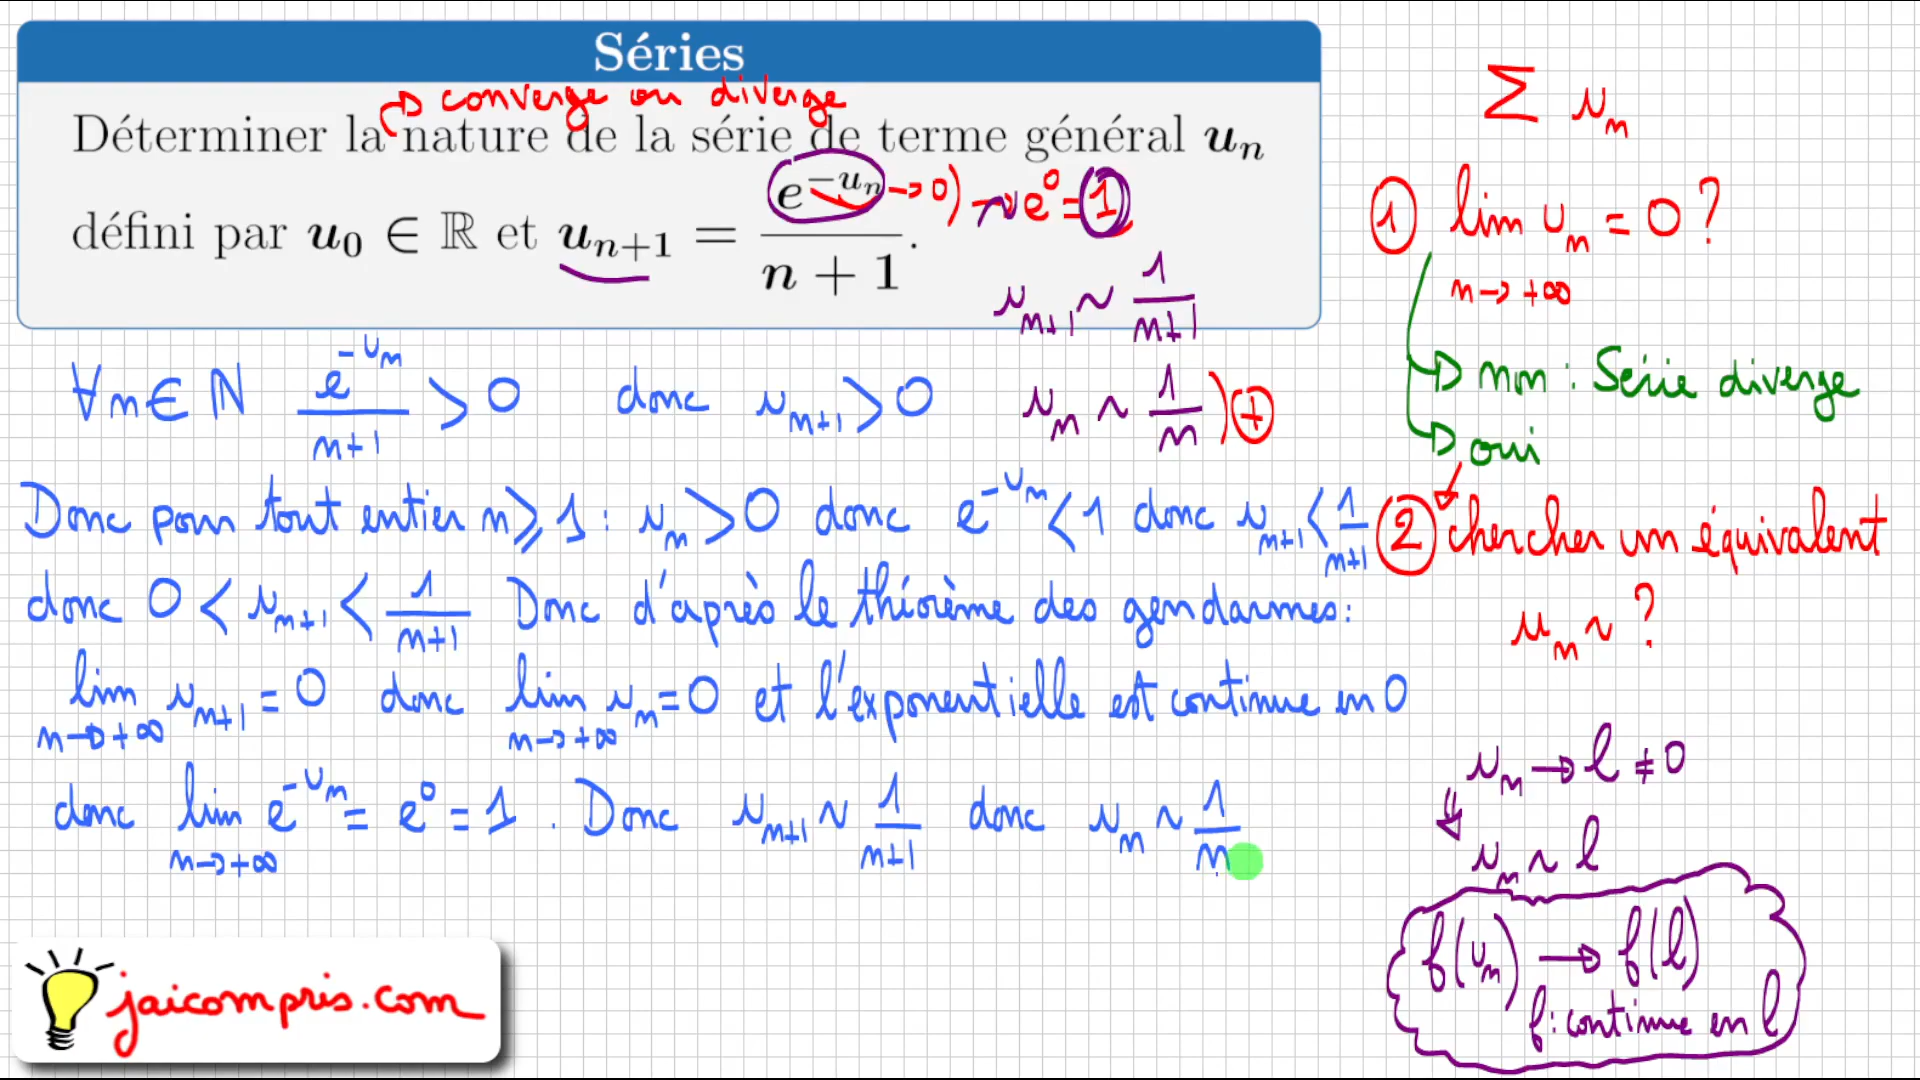 Séries
↪ converge ou diverge
Déterminer la nature de la série de terme général uₙ
défini par u₀ ∈ ℝ et uₙ₊₁ = e^(-uₙ)/(n + 1).
→ 0) → e⁰ = 1
uₙ₊₁ ~ 1/(n+1)
uₙ ~ 1/n ) ⊕
∀n ∈ ℕ e^(-uₙ)/(n+1) > 0 donc uₙ₊₁ > 0
Donc pour tout entier n ⩾ 1 : uₙ > 0 donc e^(-uₙ) < 1 donc uₙ₊₁ < 1/(n+1)
donc 0 < uₙ₊₁ < 1/(n+1) Donc d'après le théorème des gendarmes :
lim uₙ₊₁ = 0 donc lim uₙ = 0 et l'exponentielle est continue en 0
n→+∞ n→+∞
donc lim e^(-uₙ) = e⁰ = 1 . Donc uₙ₊₁ ~ 1/(n+1) donc uₙ ~ 1/n
n→+∞
jaicompris.com
Σ uₙ
① lim uₙ = 0 ?
n→+∞
→ non : Série diverge
→ oui
② chercher un équivalent
uₙ ~ ?
uₙ → l ≠ 0
⇓
uₙ ~ l
f(uₙ) → f(l)
f : continue en l